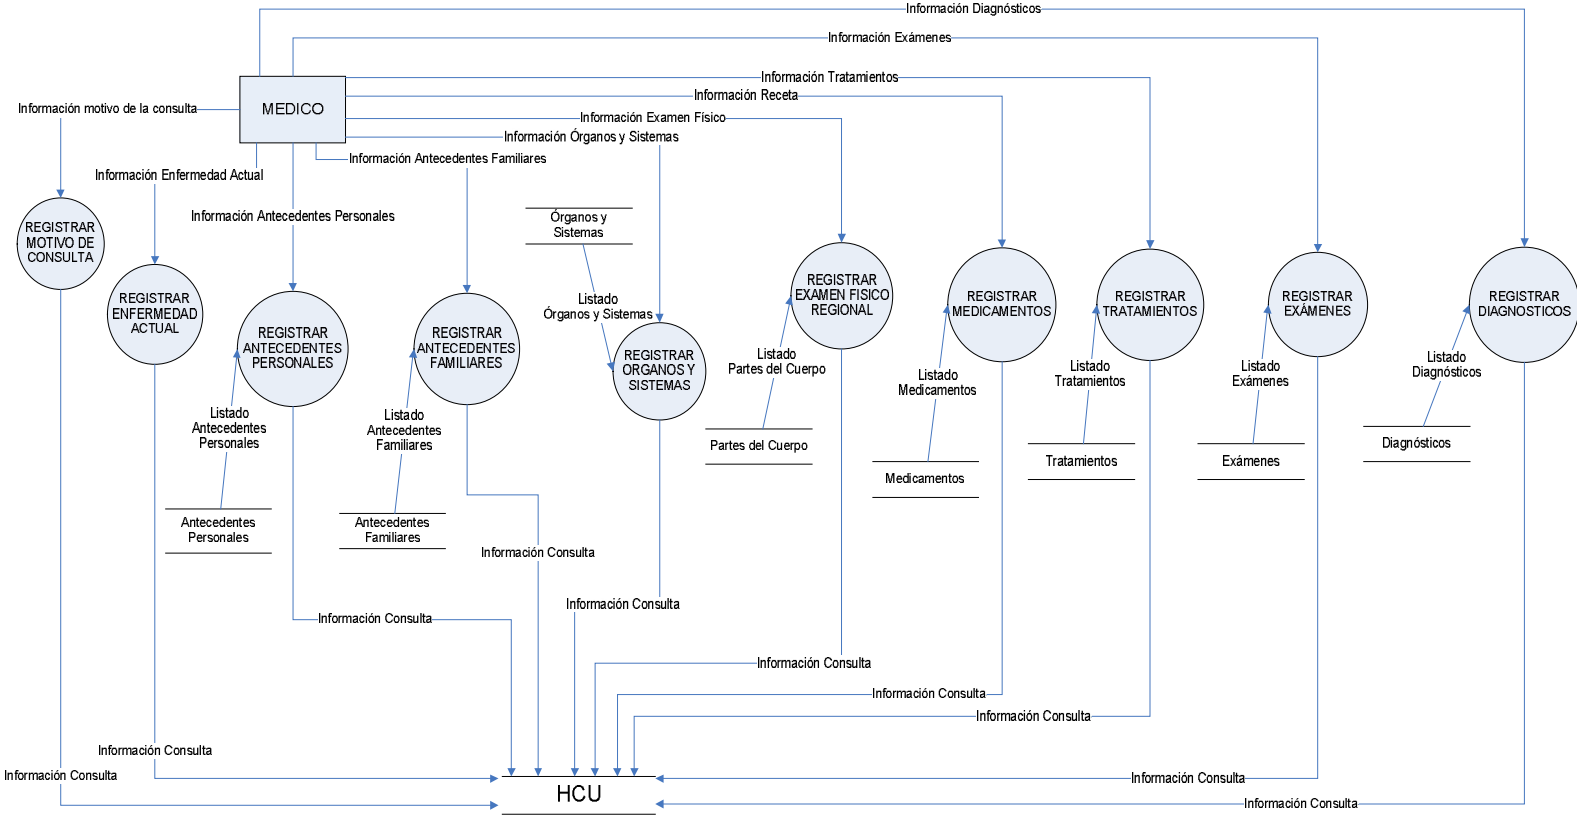 Información Diagnósticos
Información Exámenes
Información Tratamientos
Información Receta
MEDICO
Información motivo de la consulta
Información Examen Físico
Información Órganos y Sistemas
Información Antecedentes Familiares
Información Enfermedad Actual
Información Antecedentes Personales
Órganos y
Sistemas
REGISTRAR
MOTIVO DE
CONSULTA
REGISTRAR
ENFERMEDAD
ACTUAL
REGISTRAR
ANTECEDENTES
PERSONALES
REGISTRAR
ANTECEDENTES
FAMILIARES
Listado
Órganos y Sistemas
REGISTRAR
ORGANOS Y
SISTEMAS
REGISTRAR
EXAMEN FISICO
REGIONAL
REGISTRAR
MEDICAMENTOS
REGISTRAR
TRATAMIENTOS
REGISTRAR
EXÁMENES
REGISTRAR
DIAGNOSTICOS
Listado
Antecedentes
Personales
Listado
Antecedentes
Familiares
Listado
Partes del Cuerpo
Listado
Medicamentos
Listado
Tratamientos
Listado
Exámenes
Listado
Diagnósticos
Antecedentes
Personales
Antecedentes
Familiares
Partes del Cuerpo
Medicamentos
Tratamientos
Exámenes
Diagnósticos
Información Consulta
Información Consulta
Información Consulta
Información Consulta
Información Consulta
Información Consulta
Información Consulta
Información Consulta
Información Consulta
Información Consulta
HCU